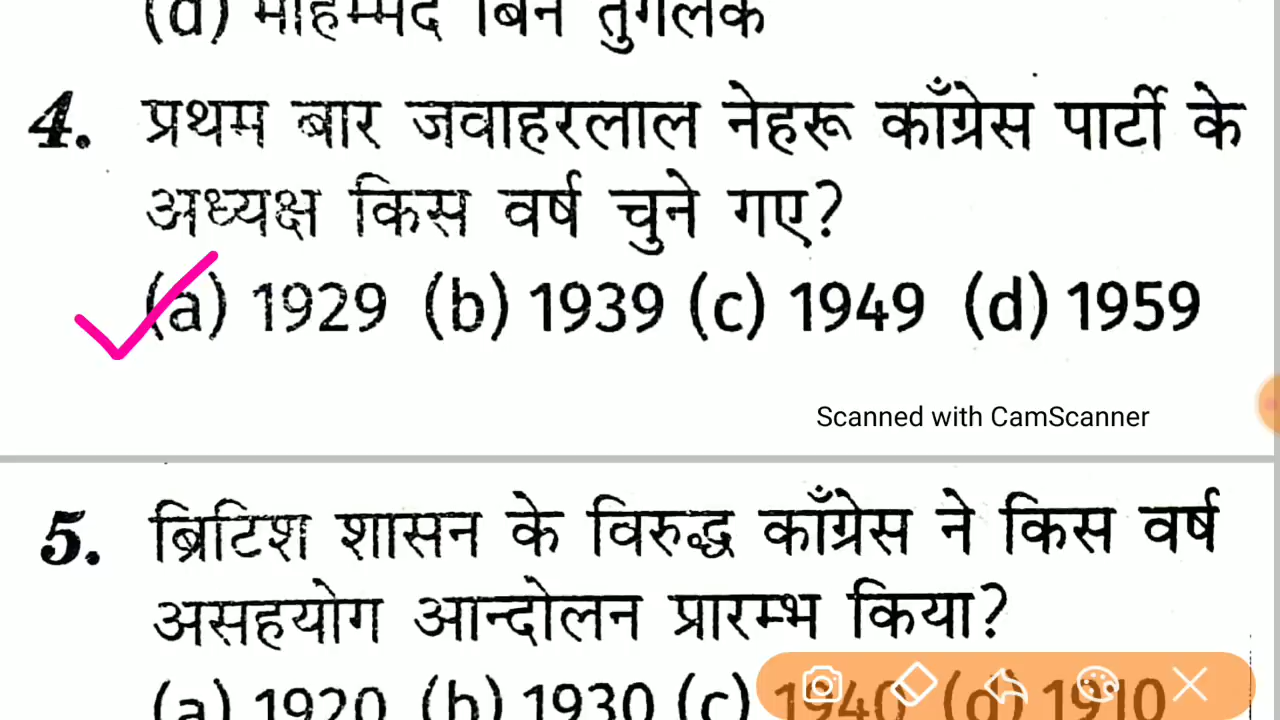 (d) मोहम्मद बिन तुगलक
4. प्रथम बार जवाहरलाल नेहरू काँग्रेस पार्टी के
अध्यक्ष किस वर्ष चुने गए?
(a) 1929 (b) 1939 (c) 1949 (d) 1959
Scanned with CamScanner
5. ब्रिटिश शासन के विरुद्ध काँग्रेस ने किस वर्ष
असहयोग आन्दोलन प्रारम्भ किया?
(a) 1920 (b) 1930 (c) 1940 (d) 1910